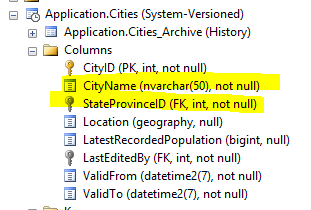 Application.Cities (System-Versioned)
Application.Cities_Archive (History)
Columns
CityID (PK, int, not null)
CityName (nvarchar(50), not null)
StateProvinceID (FK, int, not null)
Location (geography, null)
LatestRecordedPopulation (bigint, null)
LastEditedBy (FK, int, not null)
ValidFrom (datetime2(7), not null)
ValidTo (datetime2(7), not null)